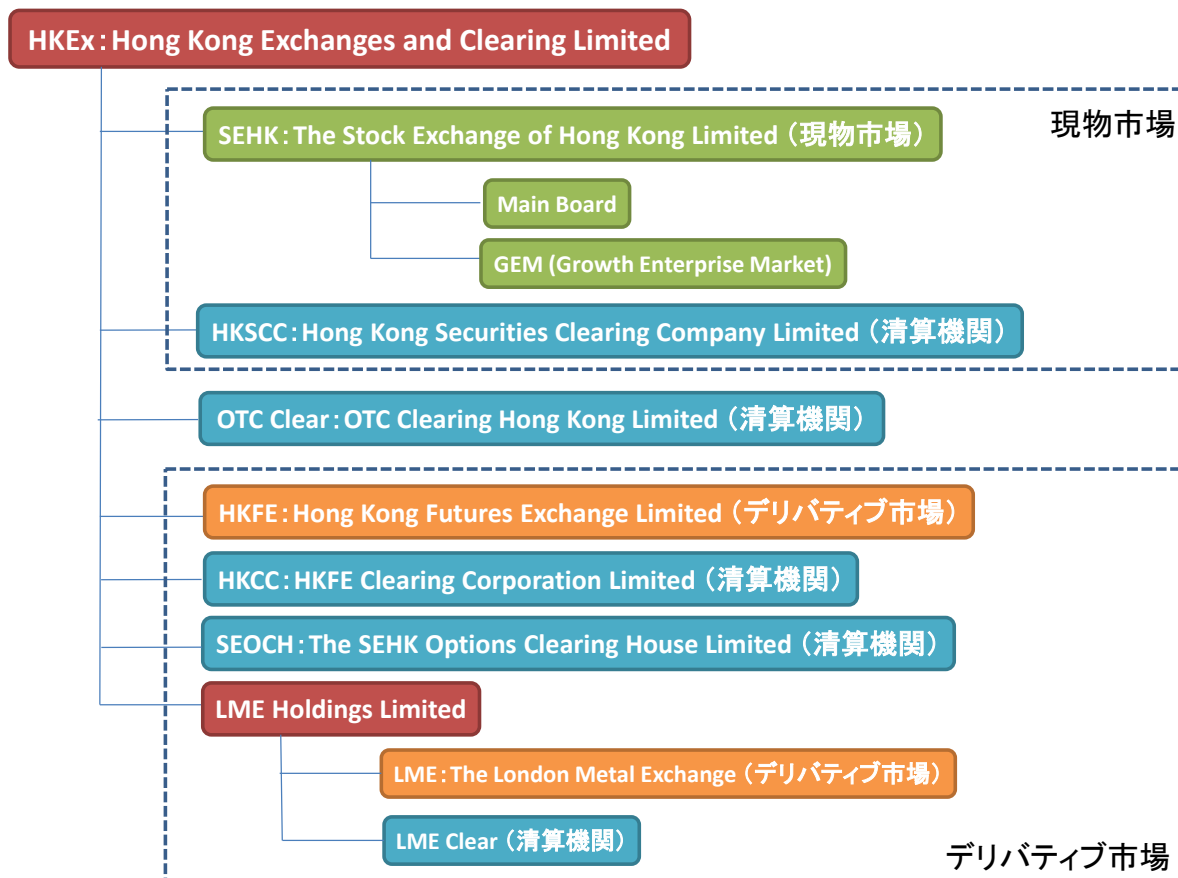 HKEx：Hong Kong Exchanges and Clearing Limited
現物市場
SEHK：The Stock Exchange of Hong Kong Limited（現物市場）
Main Board
GEM (Growth Enterprise Market)
HKSCC：Hong Kong Securities Clearing Company Limited（清算機関）
OTC Clear：OTC Clearing Hong Kong Limited（清算機関）
HKFE：Hong Kong Futures Exchange Limited（デリバティブ市場）
HKCC：HKFE Clearing Corporation Limited（清算機関）
SEOCH：The SEHK Options Clearing House Limited（清算機関）
LME Holdings Limited
LME：The London Metal Exchange（デリバティブ市場）
LME Clear（清算機関）
デリバティブ市場